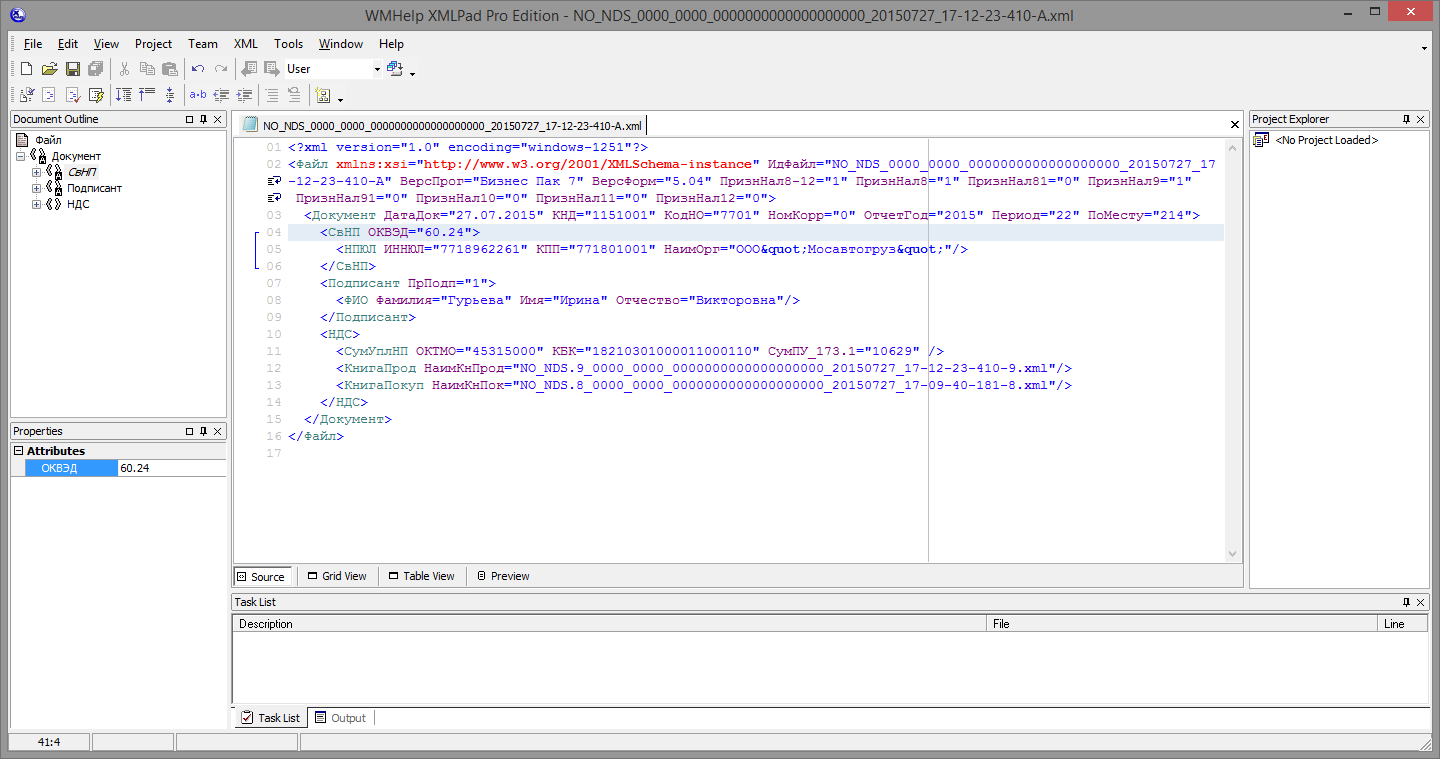 WMHelp XMLPad Pro Edition - NO_NDS_0000_0000_0000000000000000000_20150727_17-12-23-410-A.xml
File Edit View Project Team XML Tools Window Help
User
a·b
Document Outline
Файл
Документ
СвНП
Подписант
НДС
Properties
Attributes
ОКВЭД 60.24
NO_NDS_0000_0000_0000000000000000000_20150727_17-12-23-410-A.xml
01 <?xml version="1.0" encoding="windows-1251"?>
02 <Файл xmlns:xsi="http://www.w3.org/2001/XMLSchema-instance" ИдФайл="NO_NDS_0000_0000_0000000000000000000_20150727_17
-12-23-410-A" ВерсПрог="Бизнес Пак 7" ВерсФорм="5.04" ПризнНал8-12="1" ПризнНал8="1" ПризнНал81="0" ПризнНал9="1"
ПризнНал91="0" ПризнНал10="0" ПризнНал11="0" ПризнНал12="0">
03 <Документ ДатаДок="27.07.2015" КНД="1151001" КодНО="7701" НомКорр="0" ОтчетГод="2015" Период="22" ПоМесту="214">
04 <СвНП ОКВЭД="60.24">
05 <НПЮЛ ИННЮЛ="7718962261" КПП="771801001" НаимОрг="ООО&quot;Мосавтогруз&quot;"/>
06 </СвНП>
07 <Подписант ПрПодп="1">
08 <ФИО Фамилия="Гурьева" Имя="Ирина" Отчество="Викторовна"/>
09 </Подписант>
10 <НДС>
11 <СумУплНП ОКТМО="45315000" КБК="18210301000011000110" СумПУ_173.1="10629" />
12 <КнигаПрод НаимКнПрод="NO_NDS.9_0000_0000_0000000000000000000_20150727_17-12-23-410-9.xml"/>
13 <КнигаПокуп НаимКнПок="NO_NDS.8_0000_0000_0000000000000000000_20150727_17-09-40-181-8.xml"/>
14 </НДС>
15 </Документ>
16 </Файл>
17
Source Grid View Table View Preview
Project Explorer
<No Project Loaded>
Task List
Description File Line
Task List Output
41:4